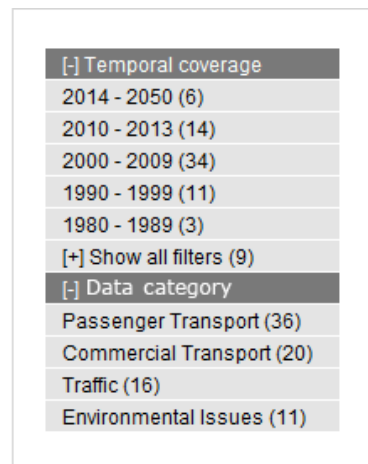 [-] Temporal coverage
2014 - 2050 (6)
2010 - 2013 (14)
2000 - 2009 (34)
1990 - 1999 (11)
1980 - 1989 (3)
[+] Show all filters (9)
[-] Data category
Passenger Transport (36)
Commercial Transport (20)
Traffic (16)
Environmental Issues (11)